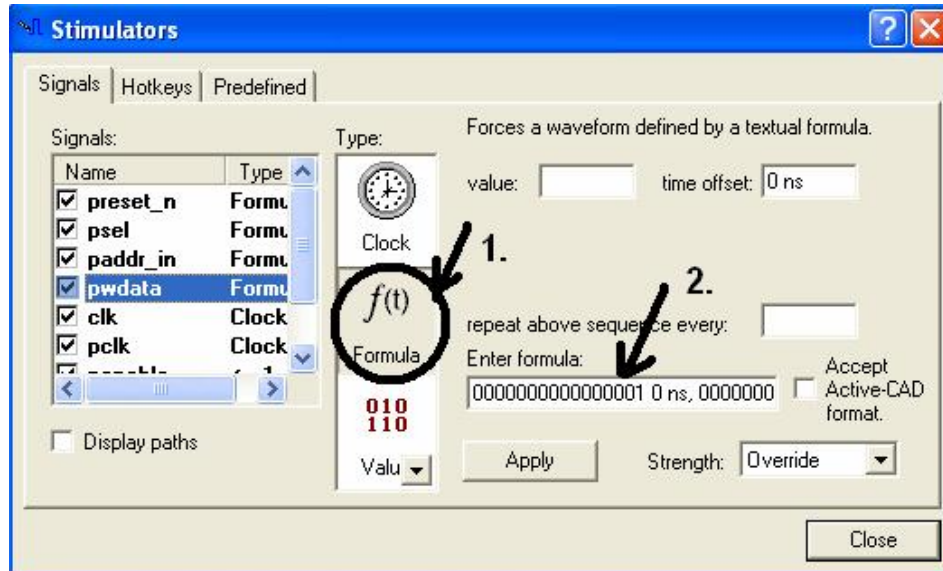 Stimulators
Signals Hotkeys Predefined
Signals:
Name Type
preset_n Formu
psel Formu
paddr_in Formu
pwdata Formu
clk Clock
pclk Clock
Display paths
Type:
Clock
f(t)
Formula
010
110
Valu
1.
2.
Forces a waveform defined by a textual formula.
value: time offset: 0 ns
repeat above sequence every:
Enter formula:
0000000000000001 0 ns, 0000000
Accept
Active-CAD
format.
Apply Strength: Override
Close